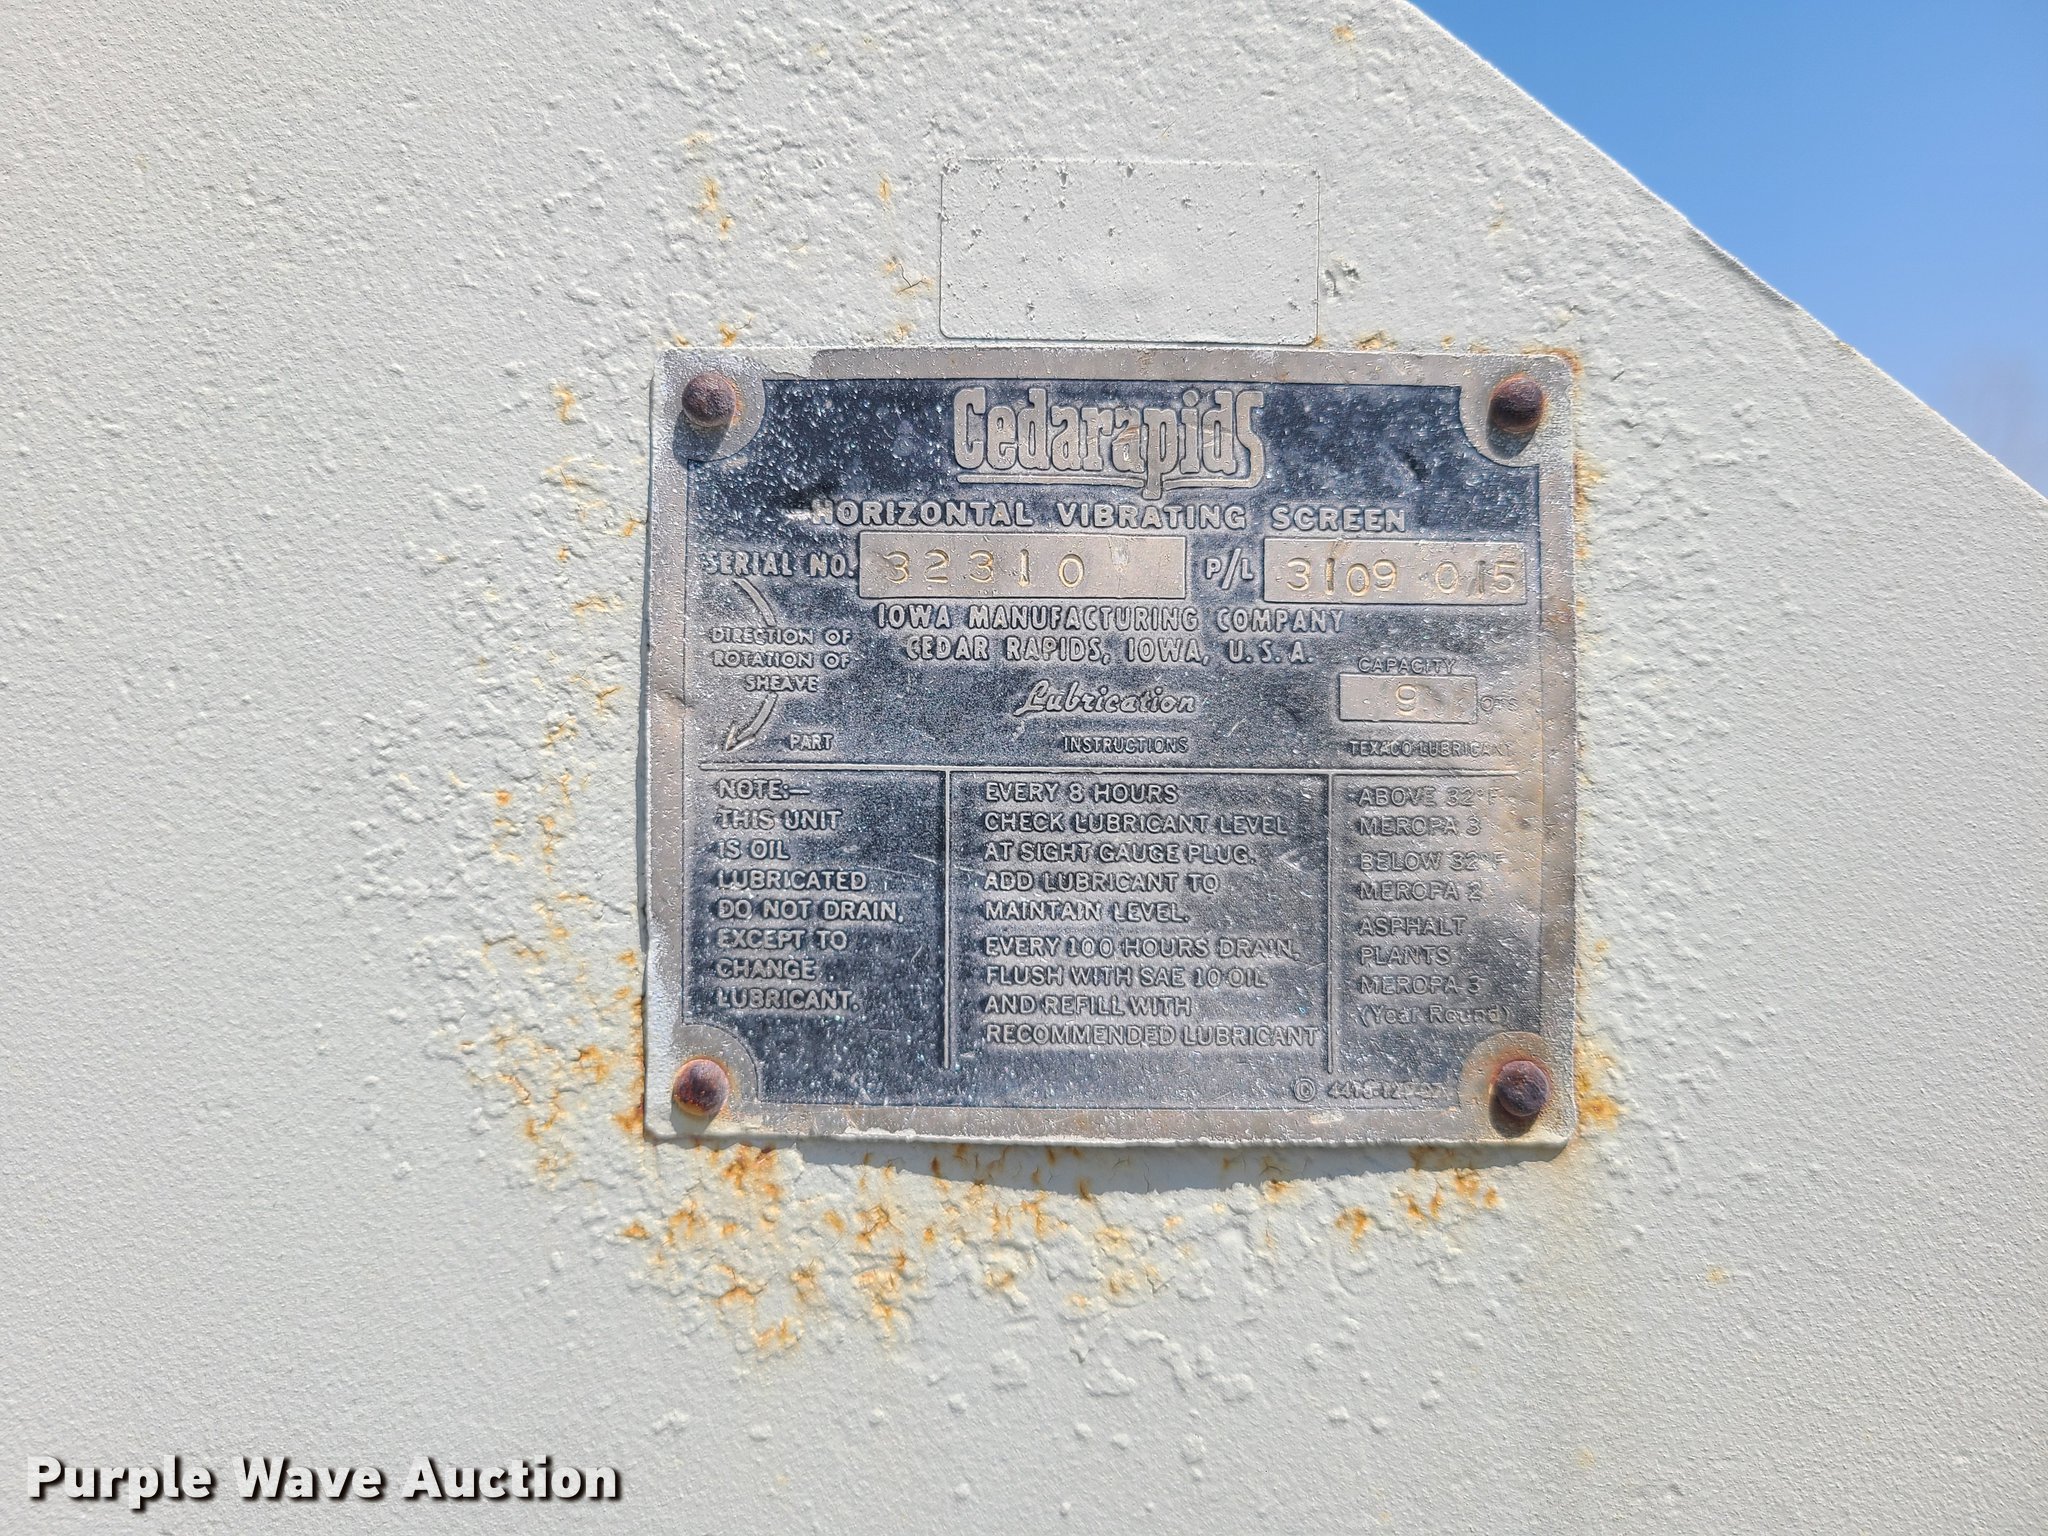 Cedarapids
HORIZONTAL VIBRATING SCREEN
SERIAL NO. 32310 P/L 3109 015
IOWA MANUFACTURING COMPANY
CEDAR RAPIDS, IOWA, U.S.A.
DIRECTION OF
ROTATION OF
SHEAVE
CAPACITY
9 QTS
Lubrication
PART INSTRUCTIONS TEXACO LUBRICANT
NOTE:—
THIS UNIT
IS OIL
LUBRICATED
DO NOT DRAIN,
EXCEPT TO
CHANGE
LUBRICANT.
EVERY 8 HOURS
CHECK LUBRICANT LEVEL
AT SIGHT GAUGE PLUG.
ADD LUBRICANT TO
MAINTAIN LEVEL.
EVERY 100 HOURS DRAIN,
FLUSH WITH SAE 10 OIL
AND REFILL WITH
RECOMMENDED LUBRICANT
ABOVE 32°F
MEROPA 3
BELOW 32°F
MEROPA 2
ASPHALT
PLANTS
MEROPA 3
(Year Round)
©
Purple Wave Auction